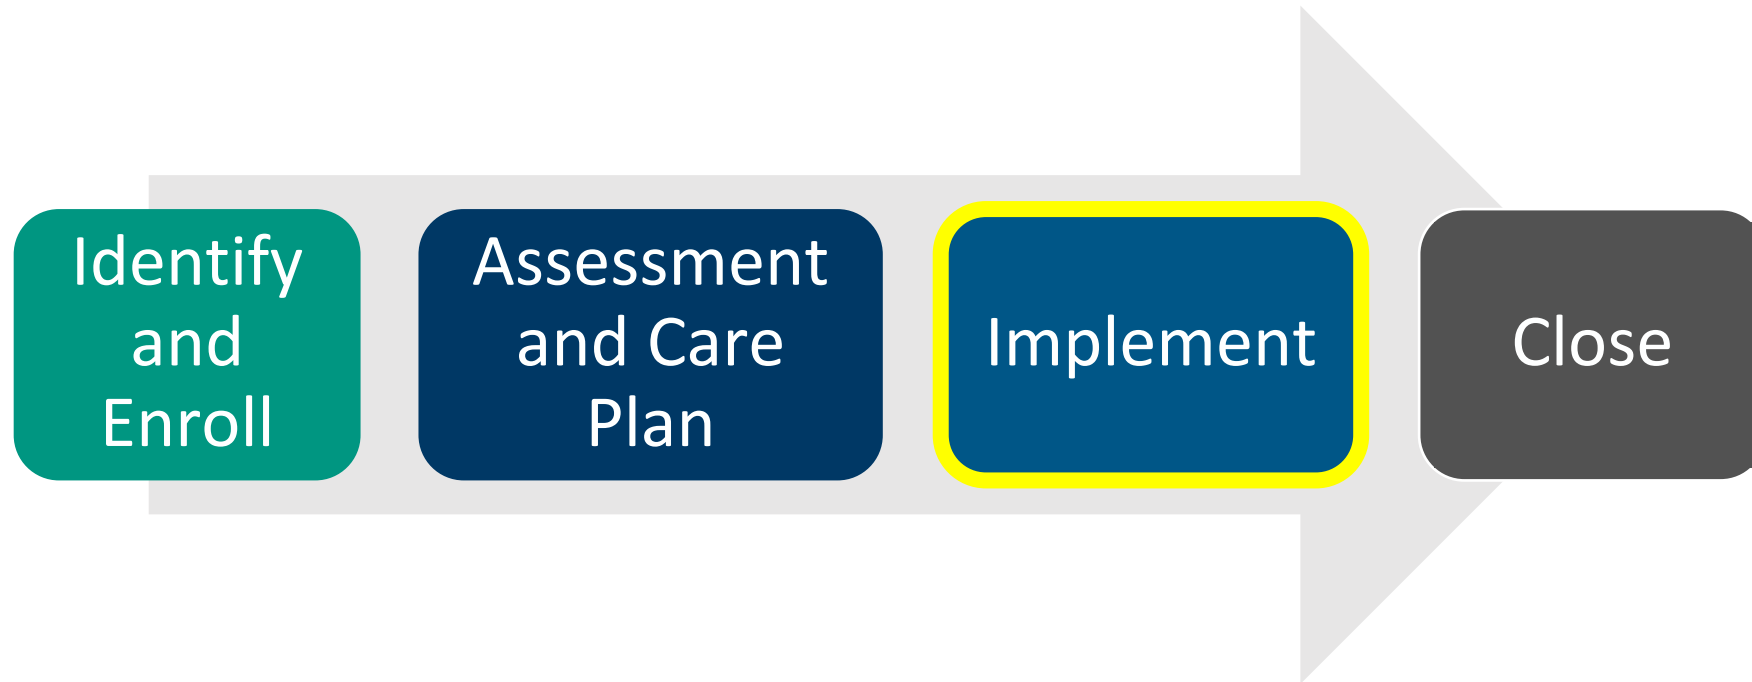 Identify
and
Enroll
Assessment
and Care
Plan
Implement
Close